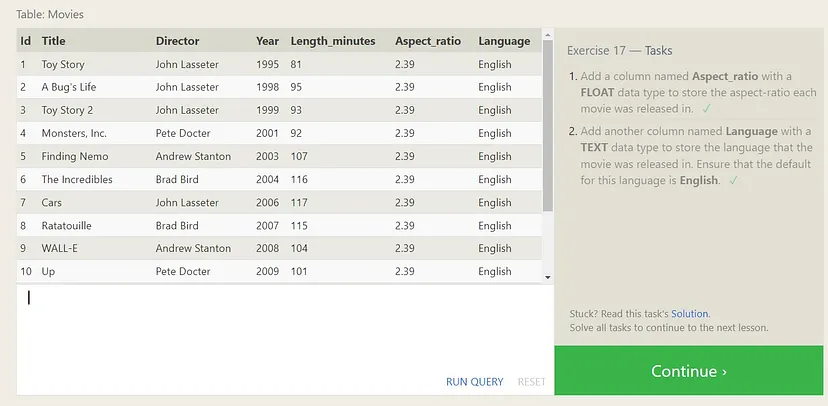 Table: Movies
Id Title Director Year Length_minutes Aspect_ratio Language
1 Toy Story John Lasseter 1995 81 2.39 English
2 A Bug's Life John Lasseter 1998 95 2.39 English
3 Toy Story 2 John Lasseter 1999 93 2.39 English
4 Monsters, Inc. Pete Docter 2001 92 2.39 English
5 Finding Nemo Andrew Stanton 2003 107 2.39 English
6 The Incredibles Brad Bird 2004 116 2.39 English
7 Cars John Lasseter 2006 117 2.39 English
8 Ratatouille Brad Bird 2007 115 2.39 English
9 WALL-E Andrew Stanton 2008 104 2.39 English
10 Up Pete Docter 2009 101 2.39 English
RUN QUERY RESET
Exercise 17 — Tasks
1. Add a column named Aspect_ratio with a
FLOAT data type to store the aspect-ratio each
movie was released in. ✓
2. Add another column named Language with a
TEXT data type to store the language that the
movie was released in. Ensure that the default
for this language is English. ✓
Stuck? Read this task's Solution.
Solve all tasks to continue to the next lesson.
Continue ›